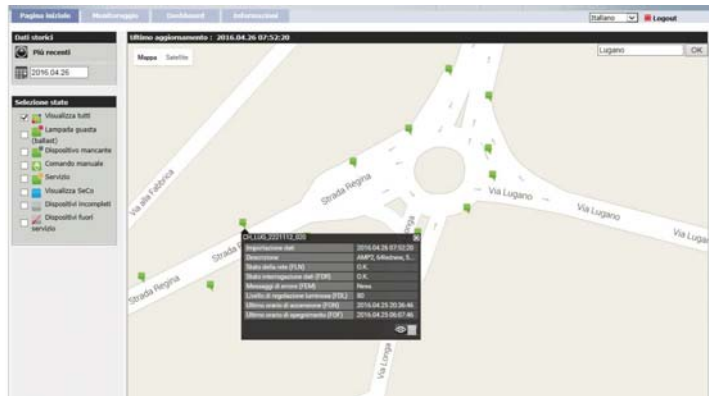 Pagina iniziale Monitoraggio Dashboard Informazioni
Italiano Logout
Dati storici
Ultimo aggiornamento : 2016.04.26 07:52:20
Più recenti
Mappa Satellite
Lugano OK
2016.04.26
Selezione stato
Visualizza tutti
Lampada guasta
(ballast)
Dispositivo mancante
Comando manuale
Servizio
Visualizza SeCo
Dispositivi incompleti
Dispositivi fuori
servizio
Via alla Fabbrica
Strada Regina
Via Lugano
Via Lugano
Via Luga
Strada
Strada Regina
onga
Via Longa
CH_LUG_2221112_020
Importazione dati 2016.04.26 07:52:20
Descrizione
Stato della rete (FLN) O.K.
Stato interrogazione dati (FDP) O.K.
Messaggi di errore (FEM)
Livello di regolazione luminosa (FDL) 80
Ultimo orario di accensione (FON) 2016.04.25 20:36:46
Ultimo orario di spegnimento (FOF) 2016.04.25 06:07:46